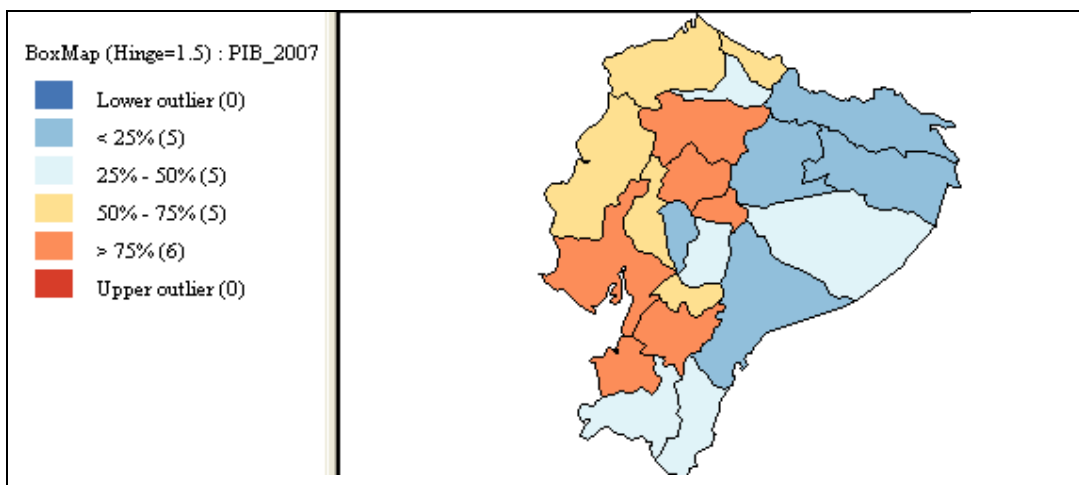 BoxMap (Hinge=1.5) : PIB_2007
Lower outlier (0)
< 25% (5)
25% - 50% (5)
50% - 75% (5)
> 75% (6)
Upper outlier (0)